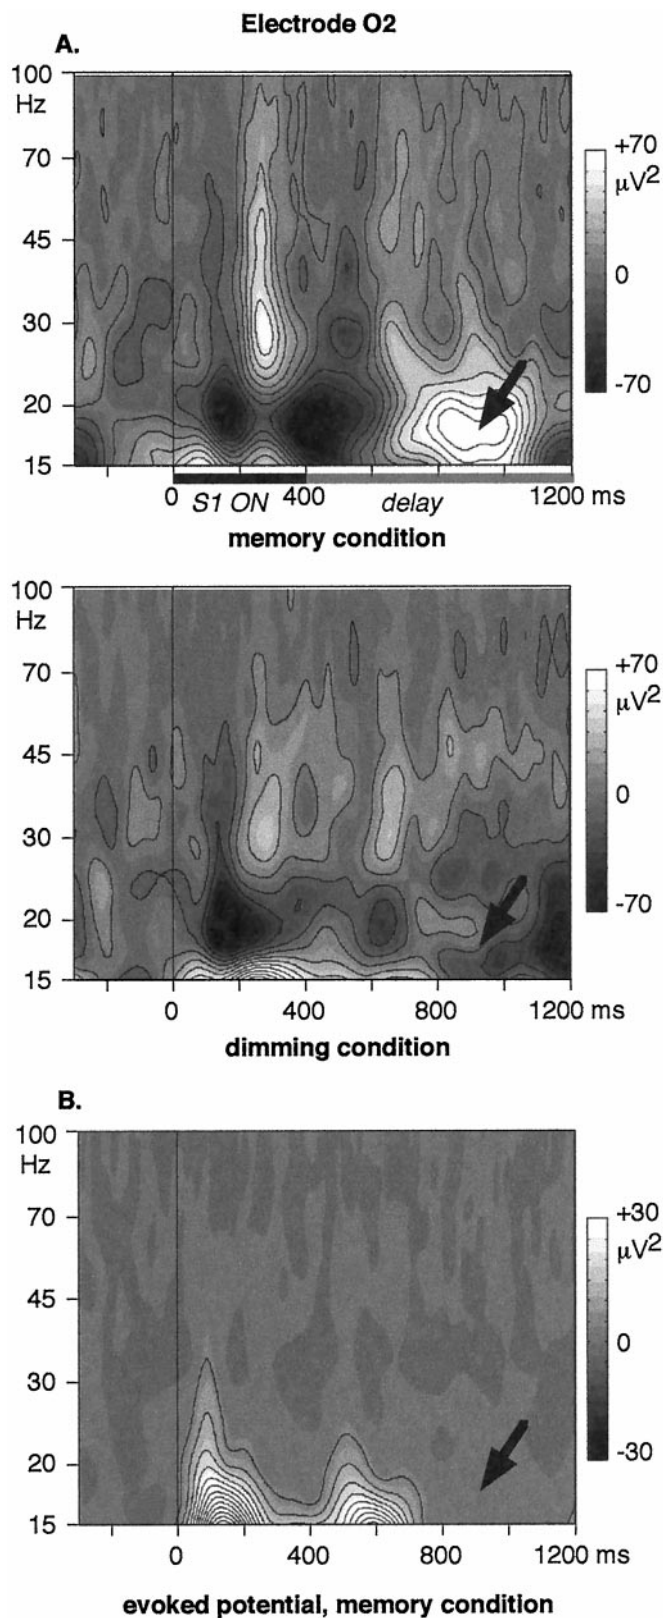 Electrode O2
A.
100
Hz
70
45
30
20
15
+70
μV2
0
-70
0 400 1200 ms
S1 ON delay
memory condition
100
Hz
70
45
30
20
15
+70
μV2
0
-70
0 400 800 1200 ms
dimming condition
B.
100
Hz
70
45
30
20
15
+30
μV2
0
-30
0 400 800 1200 ms
evoked potential, memory condition